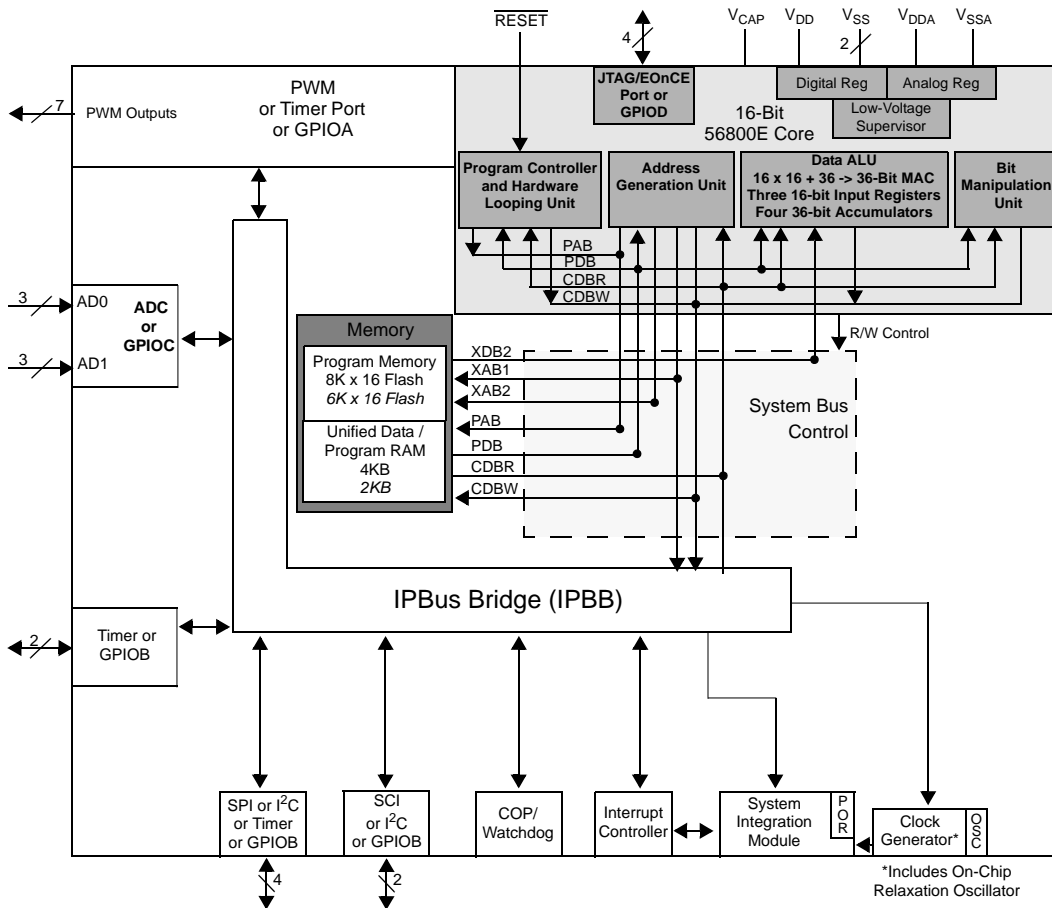 RESET
4
VCAP
VDD
VSS
VDDA
VSSA
2
7
PWM Outputs
PWM
or Timer Port
or GPIOA
JTAG/EOnCE
Port or
GPIOD
Digital Reg
Analog Reg
Low-Voltage
Supervisor
16-Bit
56800E Core
Program Controller
and Hardware
Looping Unit
Address
Generation Unit
Data ALU
16 x 16 + 36 -> 36-Bit MAC
Three 16-bit Input Registers
Four 36-bit Accumulators
Bit
Manipulation
Unit
PAB
PDB
CDBR
CDBW
3
AD0
ADC
or
GPIOC
3
AD1
R/W Control
Memory
Program Memory
8K x 16 Flash
6K x 16 Flash
Unified Data /
Program RAM
4KB
2KB
XDB2
XAB1
XAB2
PAB
PDB
CDBR
CDBW
System Bus
Control
IPBus Bridge (IPBB)
2
Timer or
GPIOB
SPI or I2C
or Timer
or GPIOB
SCI
or I2C
or GPIOB
COP/
Watchdog
Interrupt
Controller
System
Integration
Module
POR
Clock
Generator*
OSC
4
2
*Includes On-Chip
Relaxation Oscillator